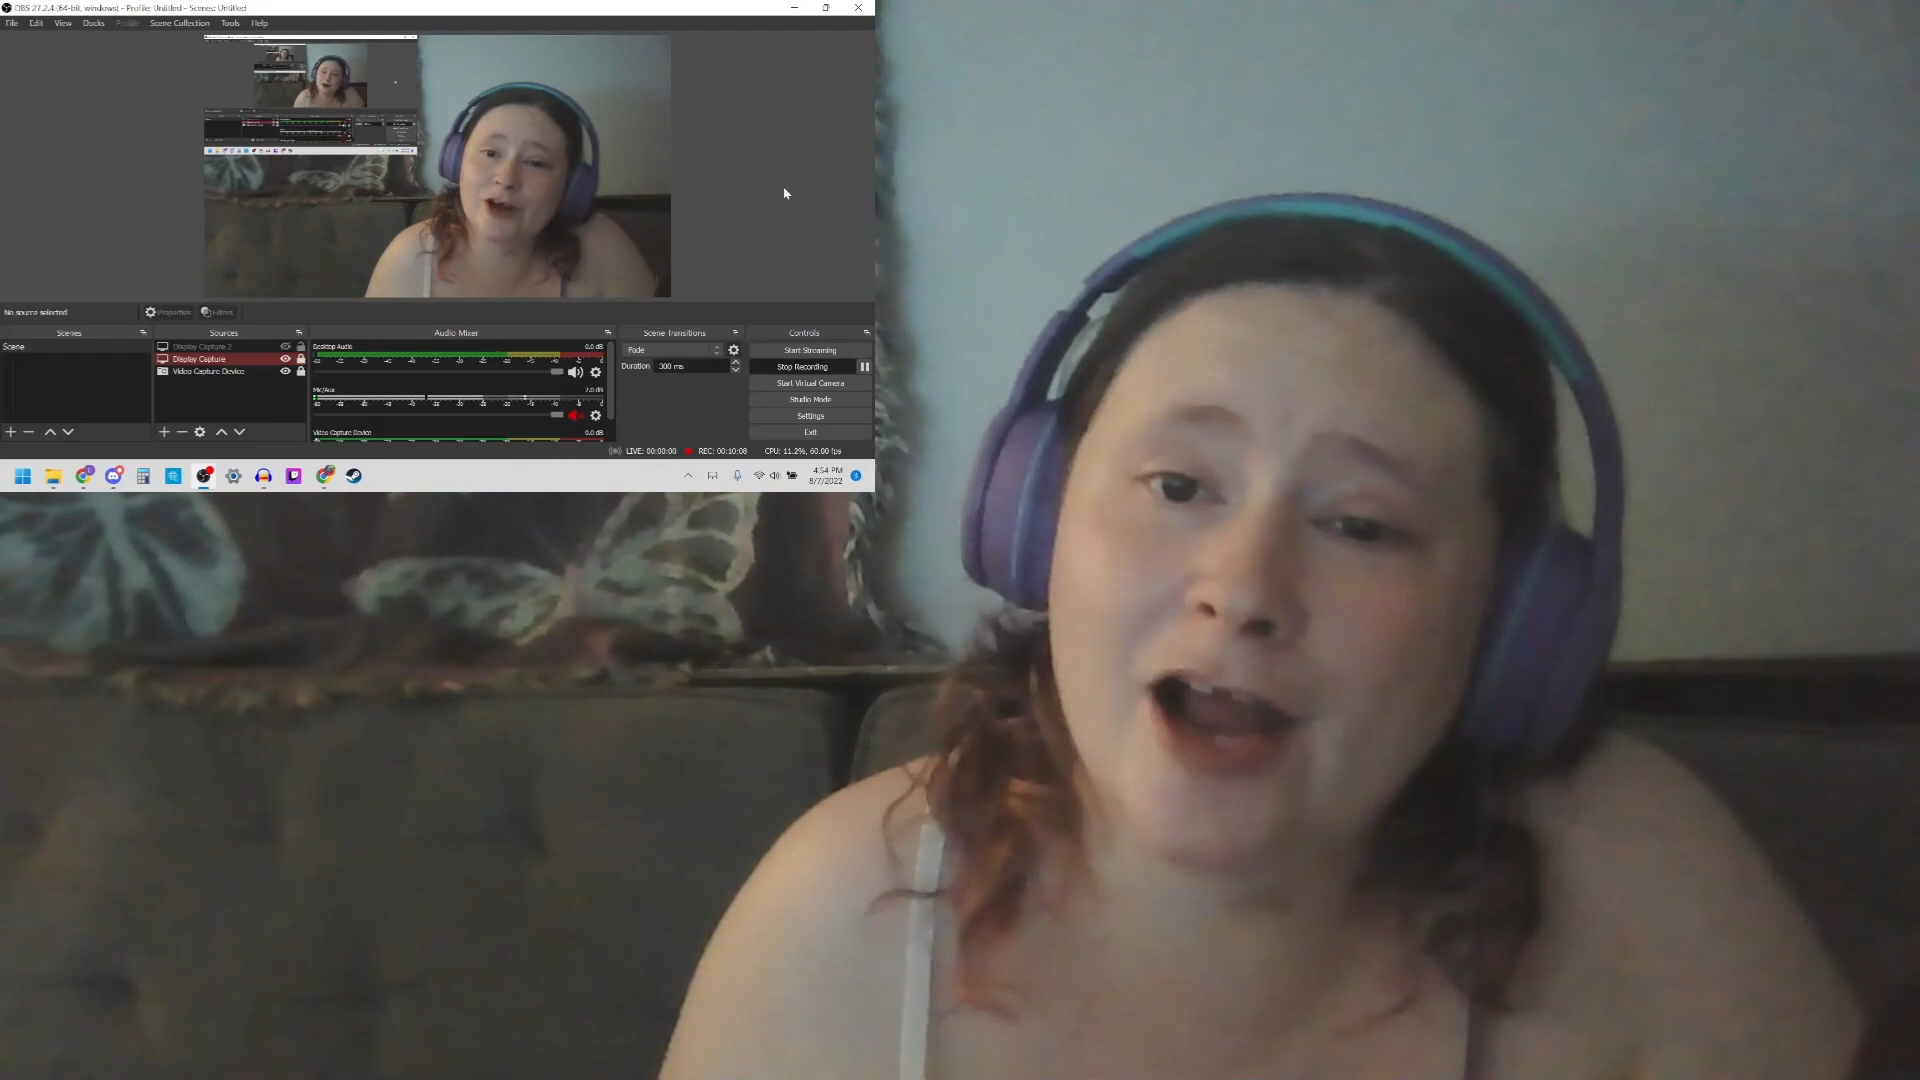 OBS 27.2.4 (64-bit, windows) - Profile: Untitled - Scenes: Untitled
File Edit View Docks Profile Scene Collection Tools Help
No source selected Properties Filters
Scenes Sources Audio Mixer Scene Transitions Controls
Scene
Display Capture 2
Display Capture
Video Capture Device
Desktop Audio 0.0 dB
Mic/Aux 2.0 dB
Video Capture Device 0.0 dB
Fade
Duration 300 ms
Start Streaming
Stop Recording
Start Virtual Camera
Studio Mode
Settings
Exit
LIVE: 00:00:00 REC: 00:10:08 CPU: 11.2%, 60.00 fps
4:54 PM
8/7/2022
3